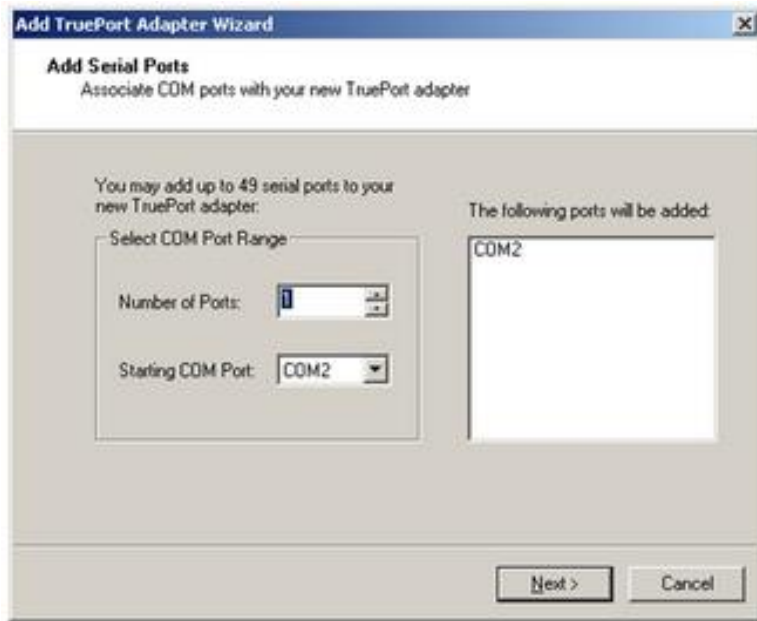 Add TruePort Adapter Wizard
Add Serial Ports
Associate COM ports with your new TruePort adapter
You may add up to 49 serial ports to your
new TruePort adapter:
Select COM Port Range
Number of Ports: 1
Starting COM Port: COM2
The following ports will be added:
COM2
Next >
Cancel